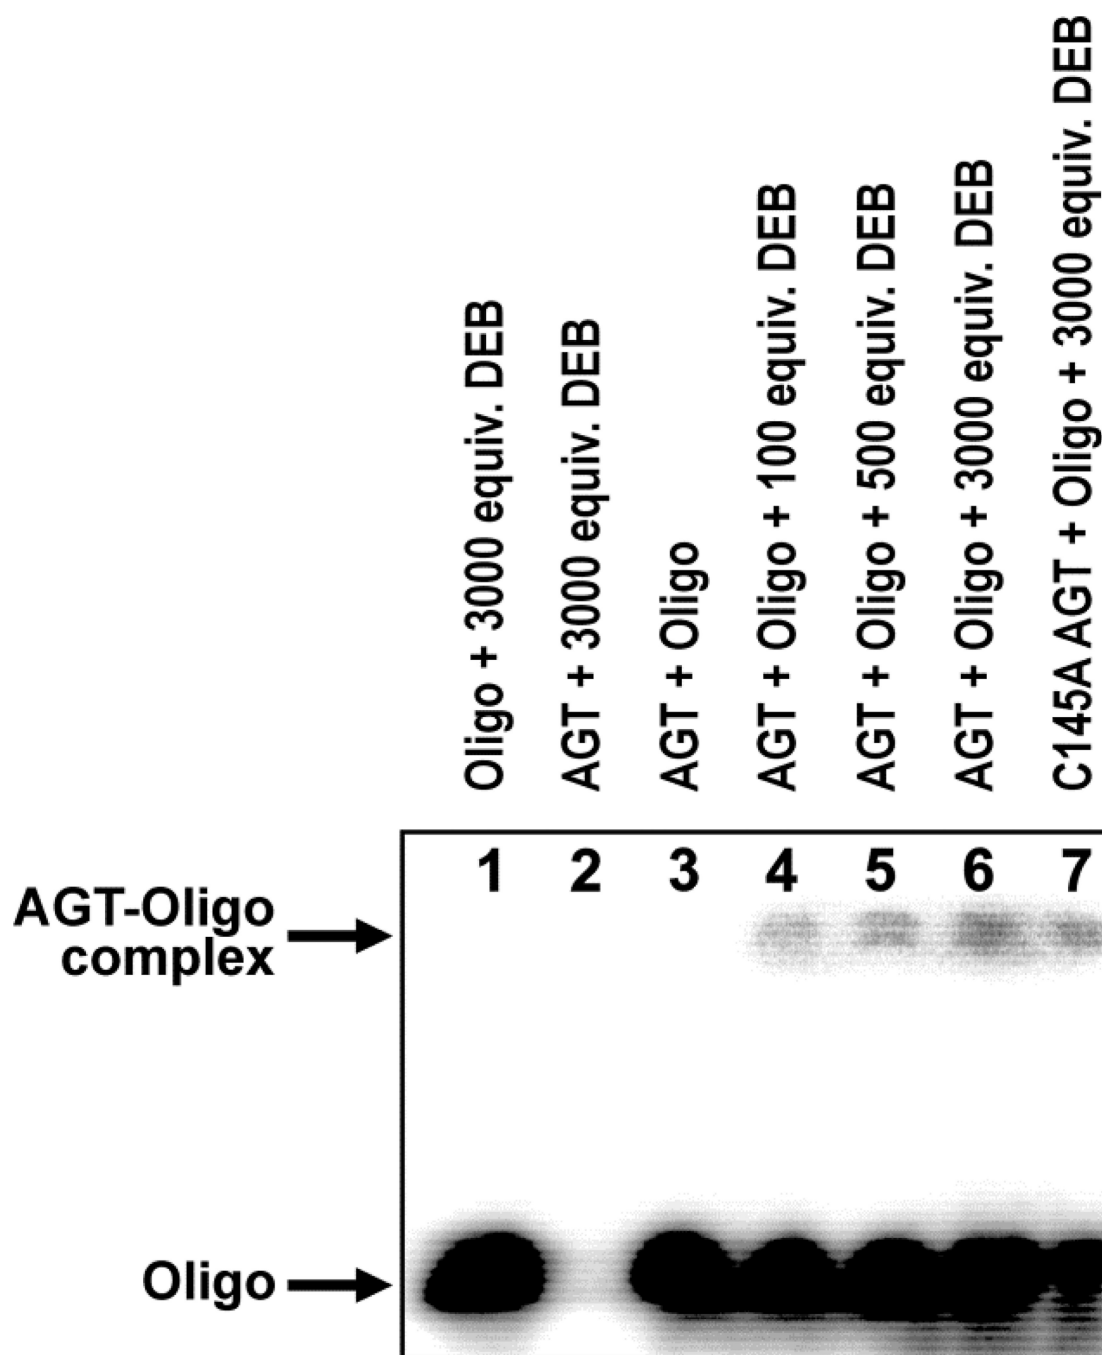 Oligo + 3000 equiv. DEB
AGT + 3000 equiv. DEB
AGT + Oligo
AGT + Oligo + 100 equiv. DEB
AGT + Oligo + 500 equiv. DEB
AGT + Oligo + 3000 equiv. DEB
C145A AGT + Oligo + 3000 equiv. DEB
1 2 3 4 5 6 7
AGT-Oligo
complex
Oligo